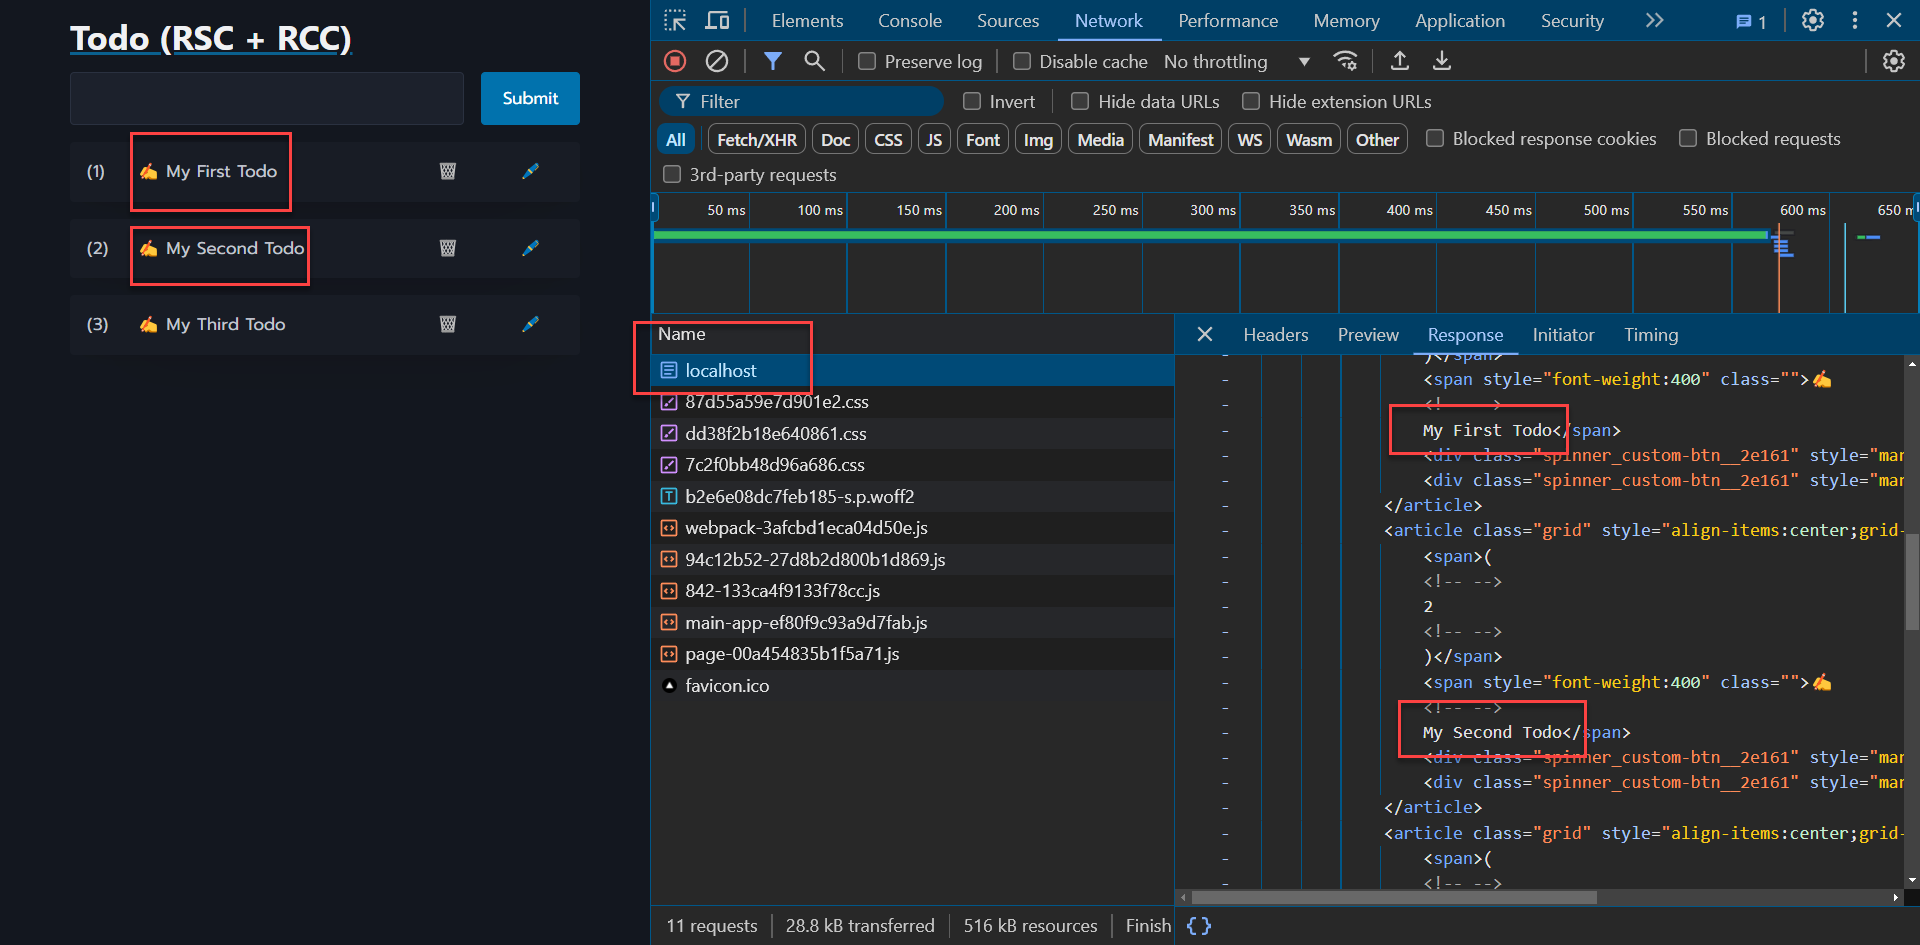 Todo (RSC + RCC)
Submit
(1) ✍ My First Todo
(2) ✍ My Second Todo
(3) ✍ My Third Todo
Elements Console Sources Network Performance Memory Application Security 1
Preserve log Disable cache No throttling
Filter Invert Hide data URLs Hide extension URLs
All Fetch/XHR Doc CSS JS Font Img Media Manifest WS Wasm Other Blocked response cookies Blocked requests
3rd-party requests
50 ms 100 ms 150 ms 200 ms 250 ms 300 ms 350 ms 400 ms 450 ms 500 ms 550 ms 600 ms 650 m
Name
localhost
87d55a59e7d901e2.css
dd38f2b18e640861.css
7c2f0bb48d96a686.css
b2e6e08dc7feb185-s.p.woff2
webpack-3afcbd1eca04d50e.js
94c12b52-27d8b2d800b1d869.js
842-133ca4f9133f78cc.js
main-app-ef80f9c93a9d7fab.js
page-00a454835b1f5a71.js
favicon.ico
Headers Preview Response Initiator Timing
)</span>
<span style="font-weight:400" class="">✍
<!-- -->
My First Todo</span>
<div class="spinner_custom-btn__2e161" style="mar
<div class="spinner_custom-btn__2e161" style="mar
</article>
<article class="grid" style="align-items:center;grid-
<span>(
<!-- -->
2
<!-- -->
)</span>
<span style="font-weight:400" class="">✍
<!-- -->
My Second Todo</span>
<div class="spinner_custom-btn__2e161" style="mar
<div class="spinner_custom-btn__2e161" style="mar
</article>
<article class="grid" style="align-items:center;grid-
<span>(
<!-- -->
11 requests 28.8 kB transferred 516 kB resources Finish
{}